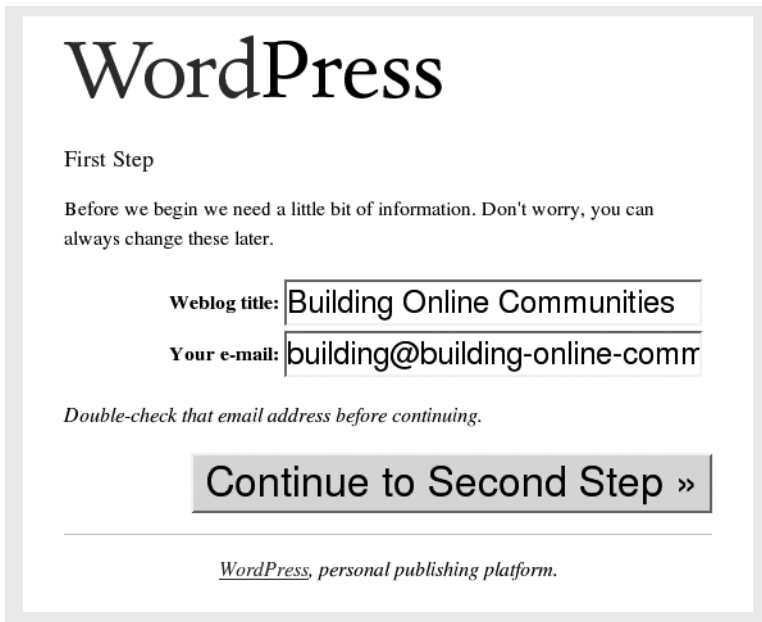 WordPress
First Step
Before we begin we need a little bit of information. Don't worry, you can
always change these later.
Weblog title: Building Online Communities
Your e-mail: building@building-online-comm
Double-check that email address before continuing.
Continue to Second Step »
WordPress, personal publishing platform.